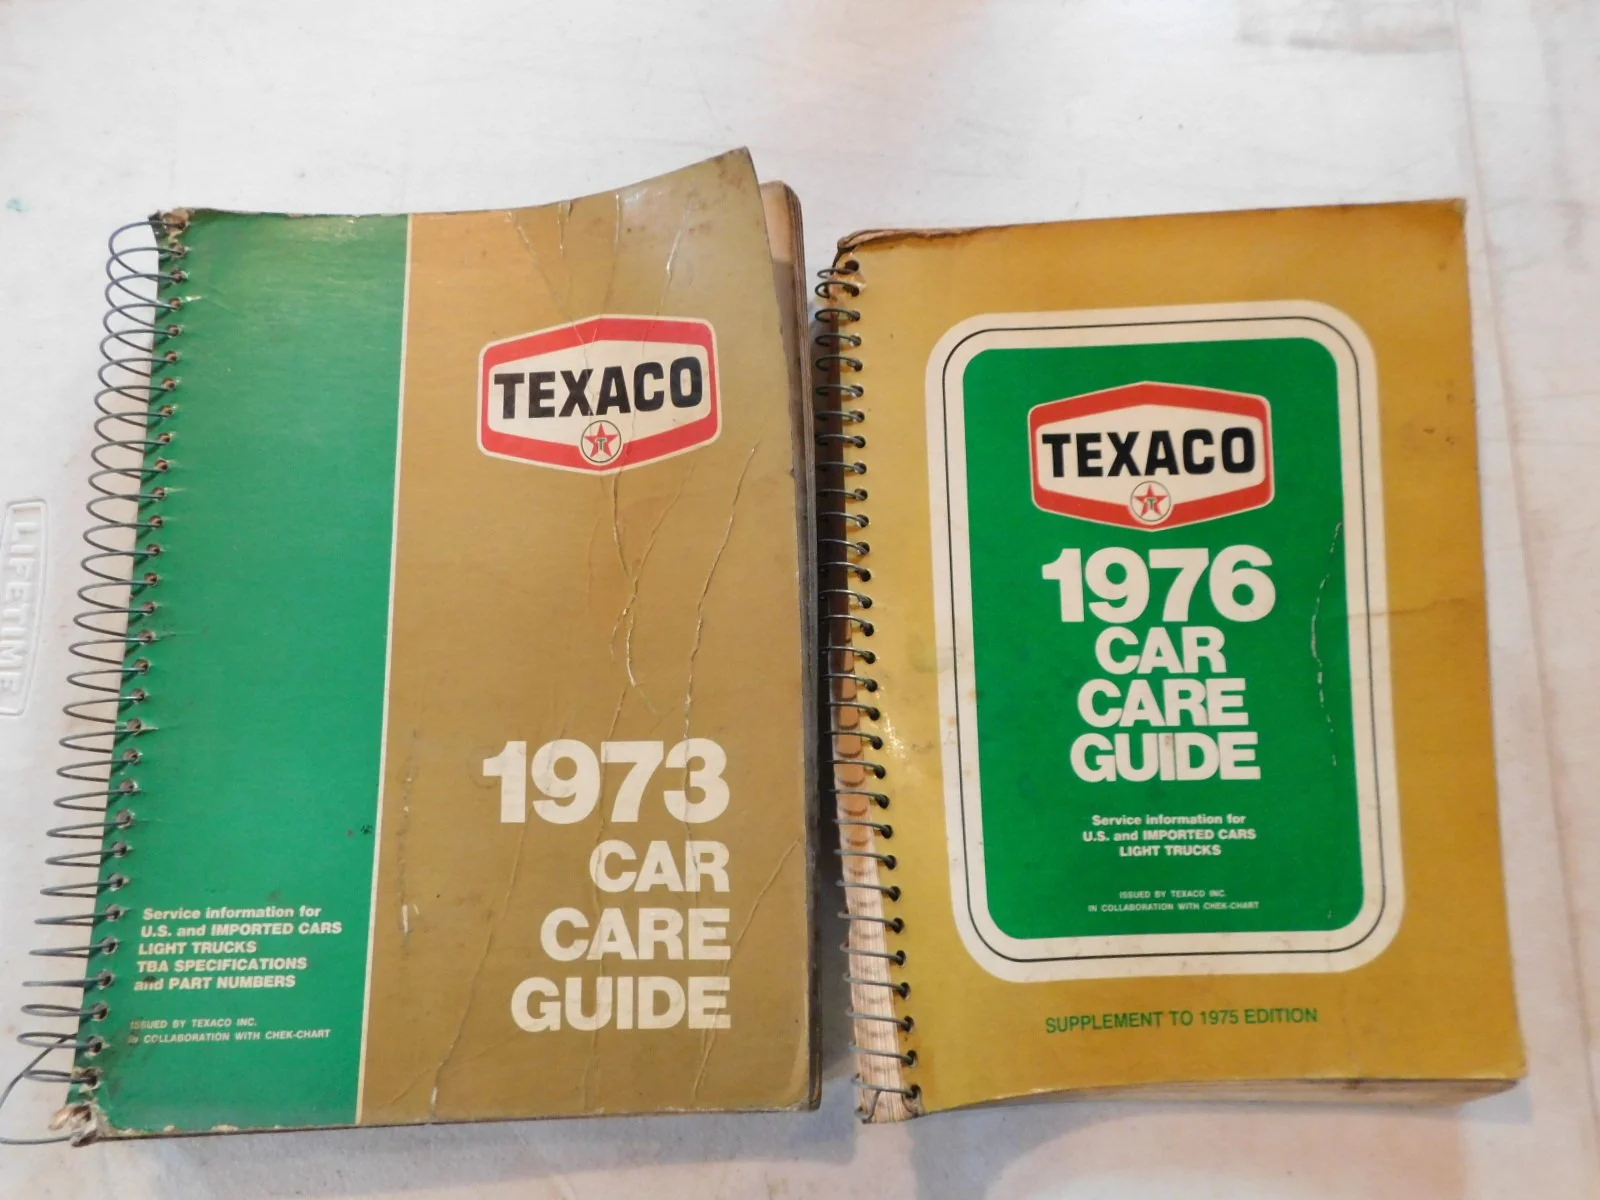 TEXACO
T
1973
CAR
CARE
GUIDE
Service information for
U.S. and IMPORTED CARS
LIGHT TRUCKS
TBA SPECIFICATIONS
and PART NUMBERS
ISSUED BY TEXACO INC.
IN COLLABORATION WITH CHEK-CHART
TEXACO
T
1976
CAR
CARE
GUIDE
Service information for
U.S. and IMPORTED CARS
LIGHT TRUCKS
ISSUED BY TEXACO INC.
IN COLLABORATION WITH CHEK-CHART
SUPPLEMENT TO 1975 EDITION
LIFETIME